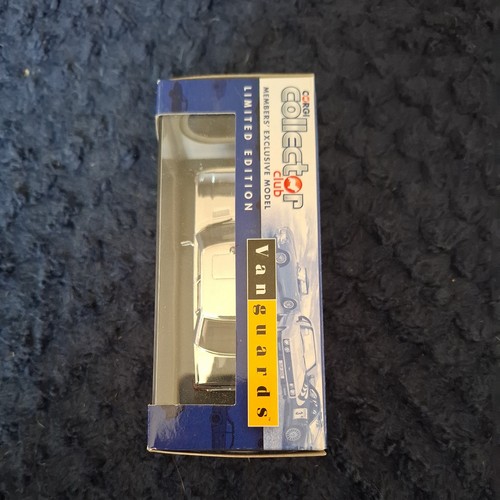 CORGI
collector
club
MEMBERS' EXCLUSIVE MODEL
LIMITED EDITION
Vanguards